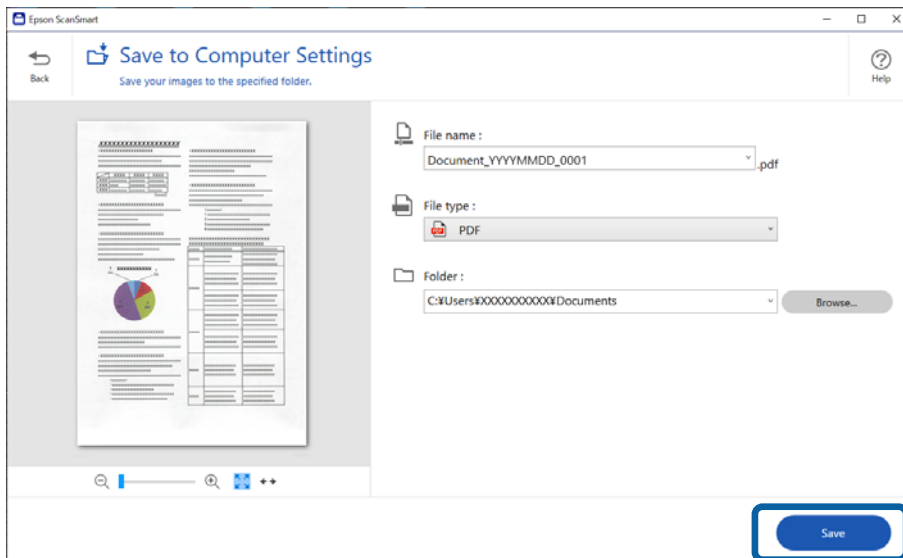 Epson ScanSmart
Back
Save to Computer Settings
Save your images to the specified folder.
Help
File name :
Document_YYYYMMDD_0001
.pdf
File type :
PDF
Folder :
C:¥Users¥XXXXXXXXXXX¥Documents
Browse...
Save